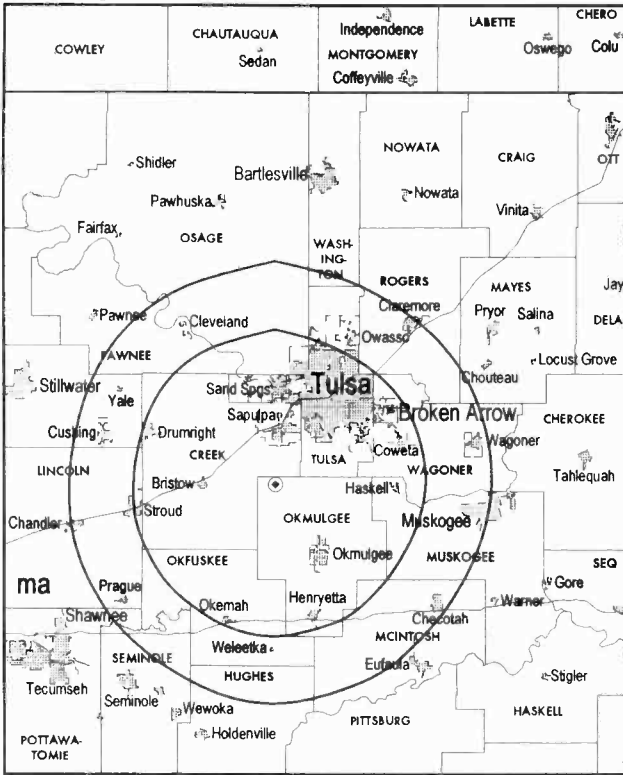 COWLEY
CHAUTAUQUA
Sedan
Independence
MONTGOMERY
Coffeyville
LABETTE
Oswego
CHERO
Colu
Shidler
Bartlesville
NOWATA
Nowata
CRAIG
Vinita
OTT
Pawhuska
Fairfax
OSAGE
WASH-
ING-
TON
ROGERS
Claremore
MAYES
Pryor
Salina
Jay
DELA
Pawnee
Cleveland
Owasso
Locust Grove
Chouteau
PAWNEE
Stillwater
Yale
Sand Spgs
Tulsa
Sapulpa
Broken Arrow
CHEROKEE
Cushing
Drumright
Coweta
Wagoner
Tahlequah
LINCOLN
CREEK
TULSA
WAGONER
Bristow
Haskell
Stroud
Chandler
OKMULGEE
Muskogee
Okmulgee
OKFUSKEE
MUSKOGEE
SEQ
ma
Prague
Gore
Okemah
Henryetta
Warner
Checotah
Shawnee
Weleetka
MCINTOSH
SEMINOLE
HUGHES
Eufaula
Stigler
Tecumseh
Seminole
Wewoka
Holdenville
PITTSBURG
HASKELL
POTTAWA-
TOMIE